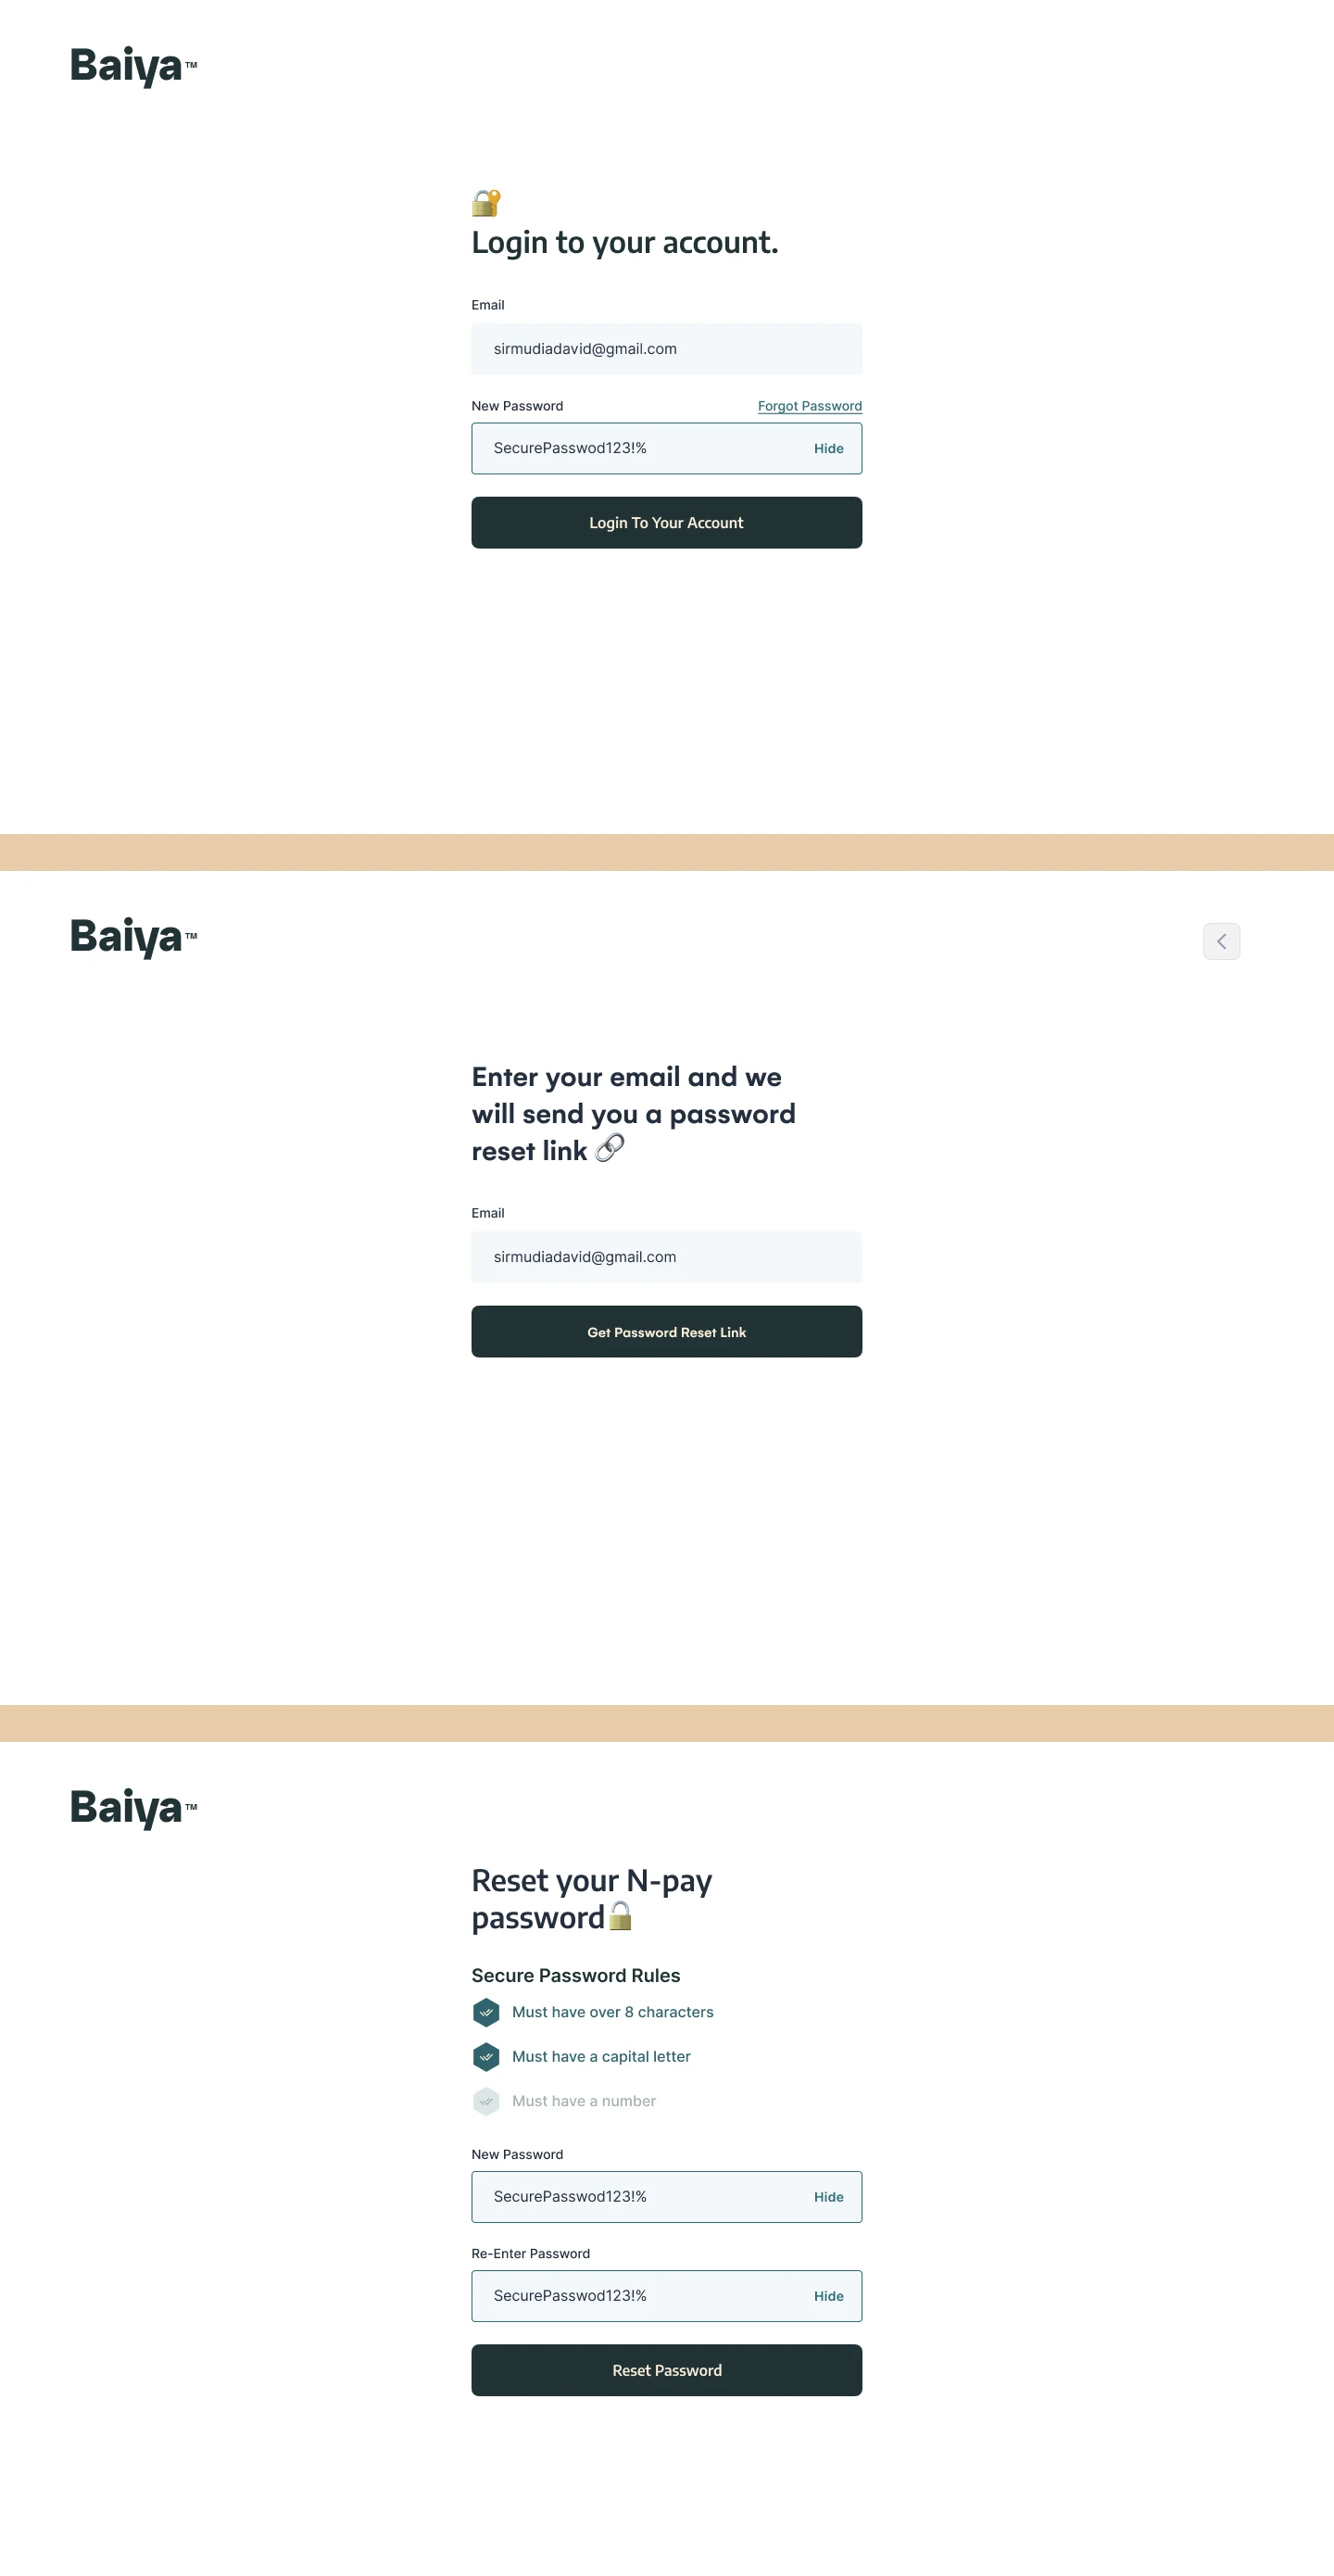 Baiya™
Login to your account.
Email
sirmudiadavid@gmail.com
New Password Forgot Password
SecurePasswod123!% Hide
Login To Your Account
Baiya™
Enter your email and we
will send you a password
reset link
Email
sirmudiadavid@gmail.com
Get Password Reset Link
Baiya™
Reset your N-pay
password
Secure Password Rules
Must have over 8 characters
Must have a capital letter
Must have a number
New Password
SecurePasswod123!% Hide
Re-Enter Password
SecurePasswod123!% Hide
Reset Password